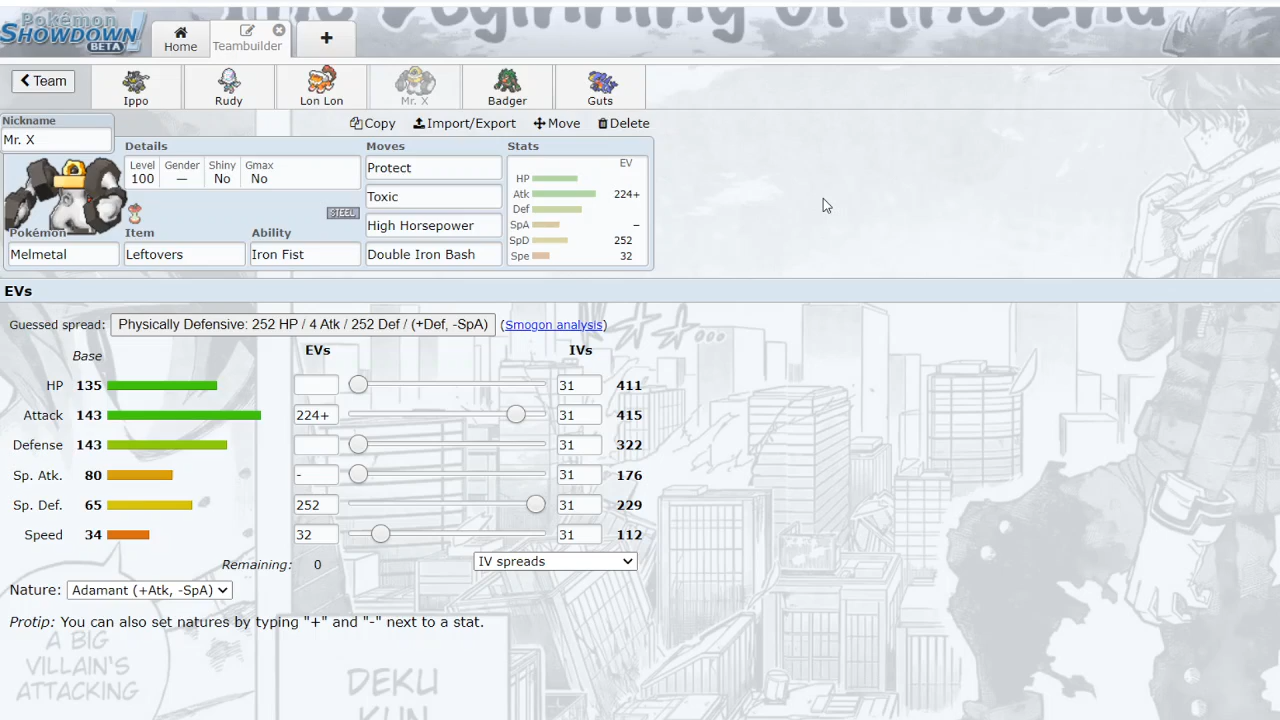 The Beginning of The End
Pokémon
SHOWDOWN!
BETA
Home
Teambuilder
+
Team
Ippo
Rudy
Lon Lon
Mr. X
Badger
Guts
Nickname
Mr. X
Copy
Import/Export
Move
Delete
Details
Level
Gender
Shiny
Gmax
100
—
No
No
STEEL
Pokémon
Item
Ability
Melmetal
Leftovers
Iron Fist
Moves
Protect
Toxic
High Horsepower
Double Iron Bash
Stats
EV
HP
Atk 224+
Def
SpA –
SpD 252
Spe 32
EVs
Guessed spread: Physically Defensive: 252 HP / 4 Atk / 252 Def / (+Def, -SpA) (Smogon analysis)
Base EVs IVs
HP 135 31 411
Attack 143 224+ 31 415
Defense 143 31 322
Sp. Atk. 80 - 31 176
Sp. Def. 65 252 31 229
Speed 34 32 31 112
Remaining: 0 IV spreads
Nature: Adamant (+Atk, -SpA)
Protip: You can also set natures by typing "+" and "-" next to a stat.
A BIG
VILLAIN'S
ATTACKING
DEKU
KUN